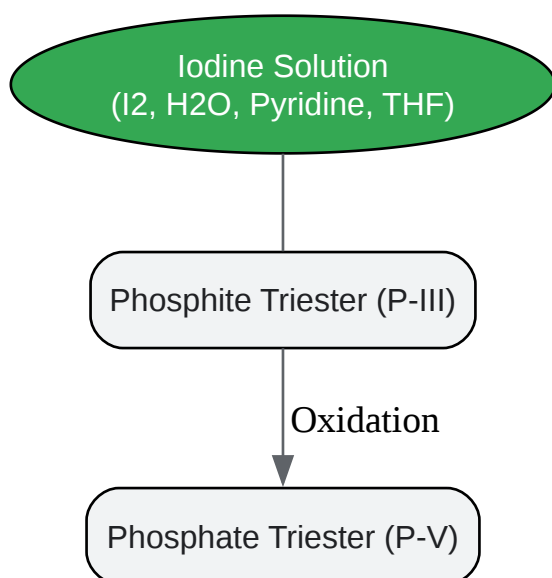 Iodine Solution
(I2, H2O, Pyridine, THF)
Phosphite Triester (P-III)
Oxidation
Phosphate Triester (P-V)